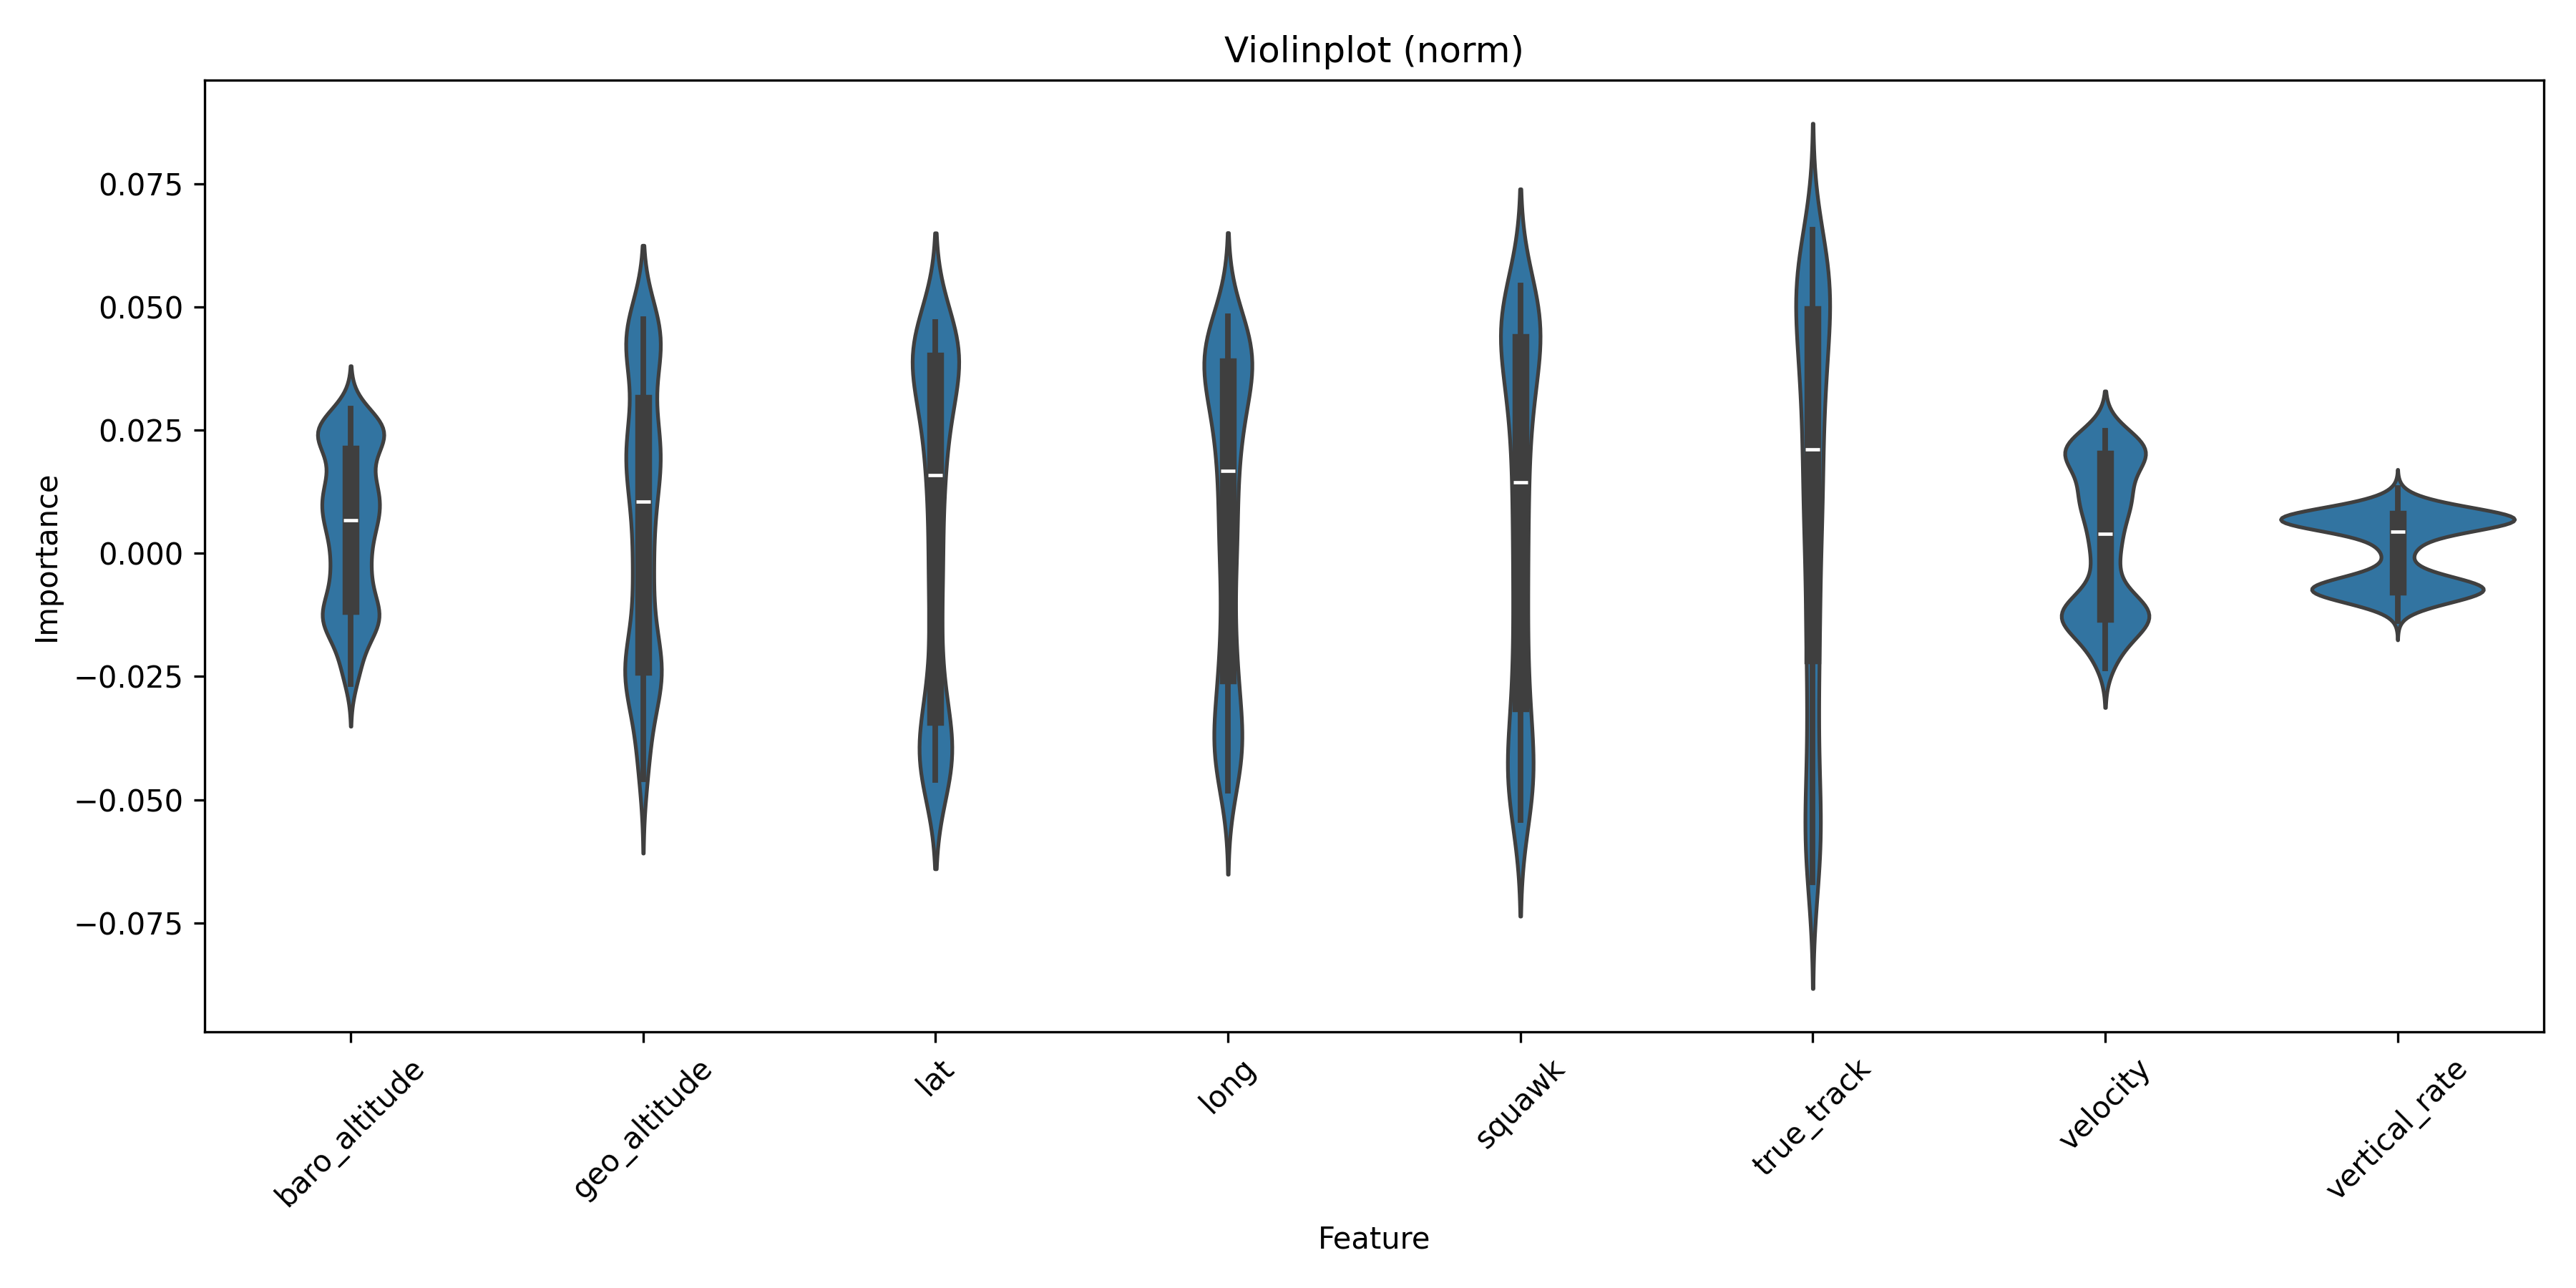 Violinplot (norm)
Importance
0.075
0.050
0.025
0.000
−0.025
−0.050
−0.075
baro_altitude
geo_altitude
lat
long
squawk
true_track
velocity
vertical_rate
Feature